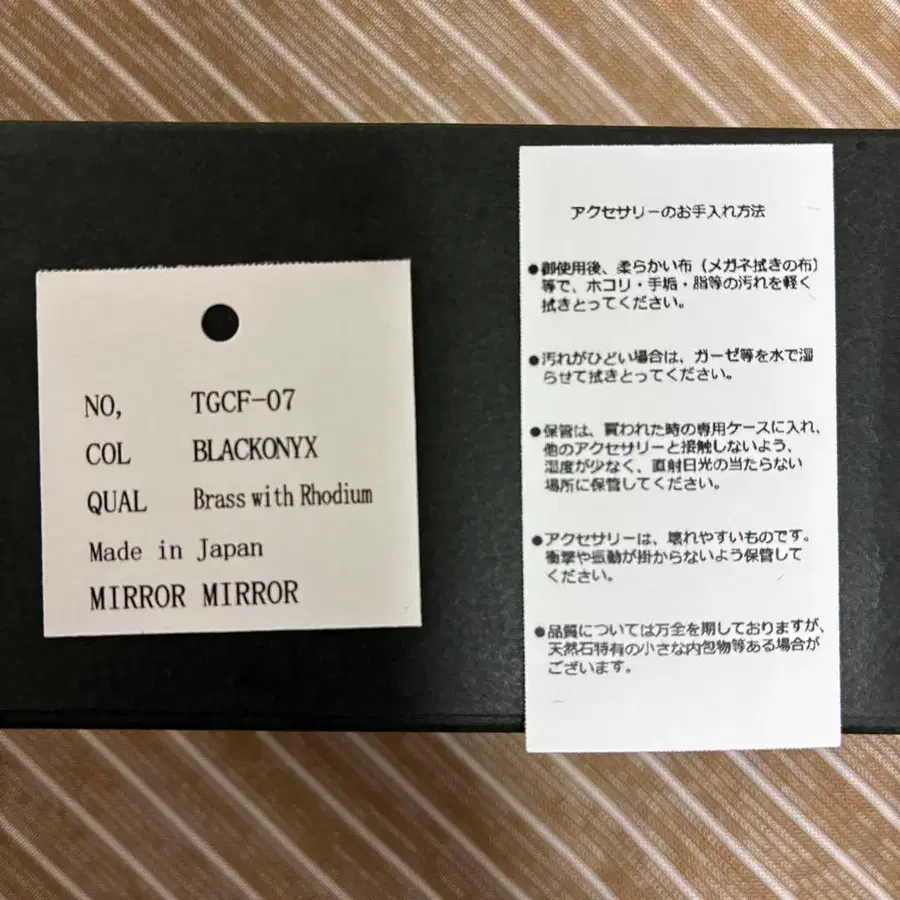 NO, TGCF-07
COL BLACKONYX
QUAL Brass with Rhodium
Made in Japan
MIRROR MIRROR
アクセサリーのお手入れ方法
●御使用後、柔らかい布(メガネ拭きの布)
等で、ホコリ・手垢・脂等の汚れを軽く
拭きとってください。
●汚れがひどい場合は、ガーゼ等を水で湿
らせて拭きとってください。
●保管は、買われた時の専用ケースに入れ、
他のアクセサリーと接触しないよう、
湿度が少なく、直射日光の当たらない
場所に保管してください。
●アクセサリーは、壊れやすいものです。
衝撃や振動が掛からないよう保管して
ください。
●品質については万全を期しておりますが、
天然石特有の小さな内包物等ある場合が
ございます。